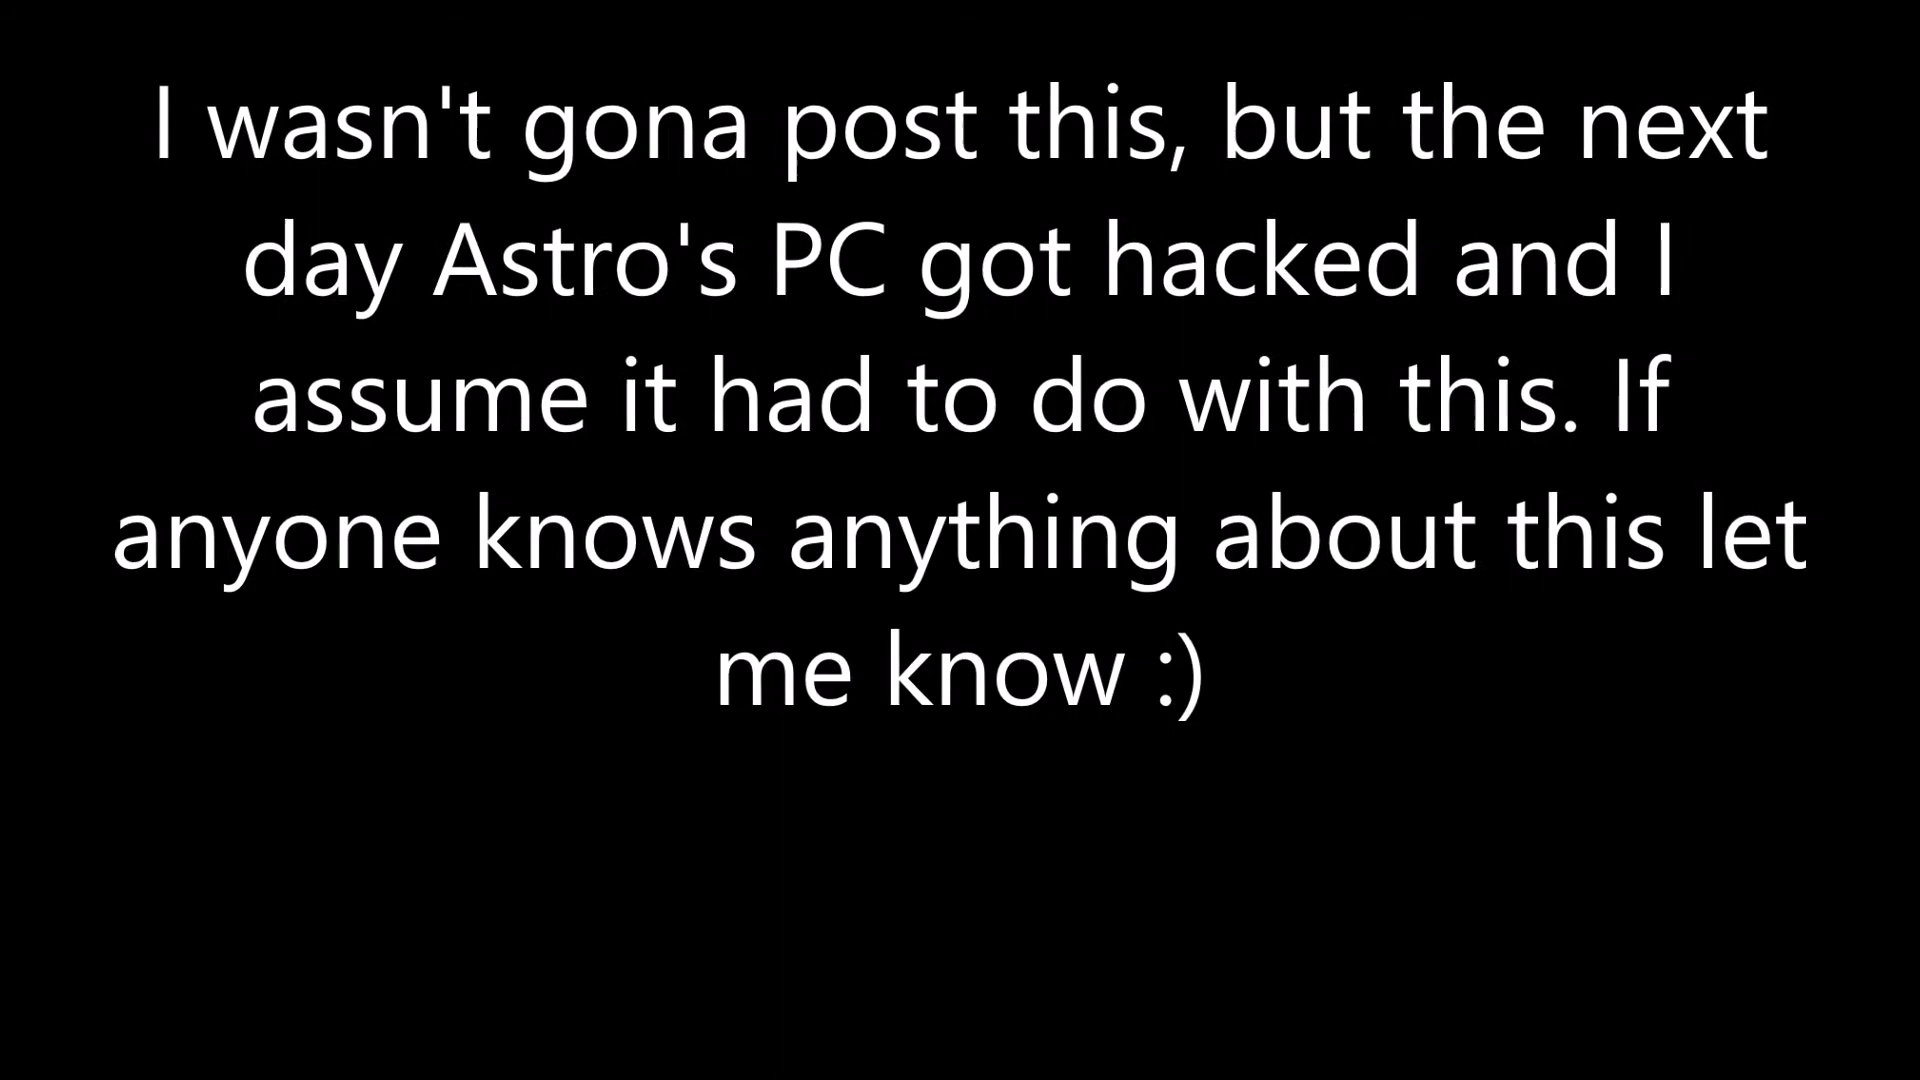 I wasn't gona post this, but the next
day Astro's PC got hacked and I
assume it had to do with this. If
anyone knows anything about this let
me know :)